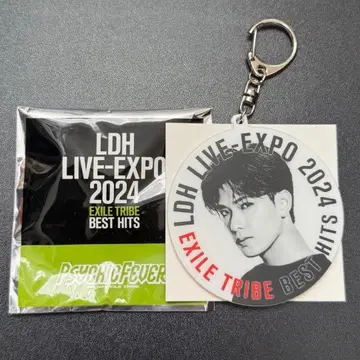 LDH
LIVE-EXPO
2024
EXILE TRIBE
BEST HITS
PSYCHIC FEVER
LDH LIVE-EXPO 2024
EXILE TRIBE BEST HITS